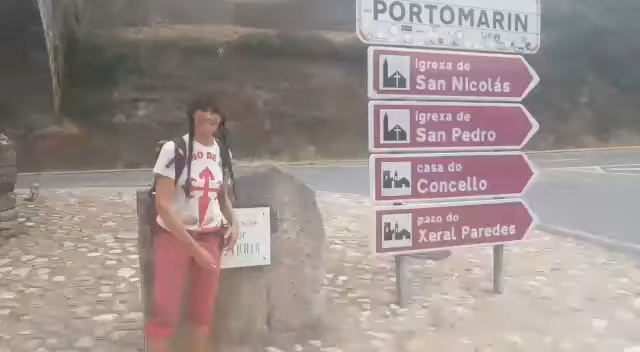 PORTOMARIN
Igrexa de
San Nicolás
Igrexa de
San Pedro
casa do
Concello
pazo do
Xeral Paredes